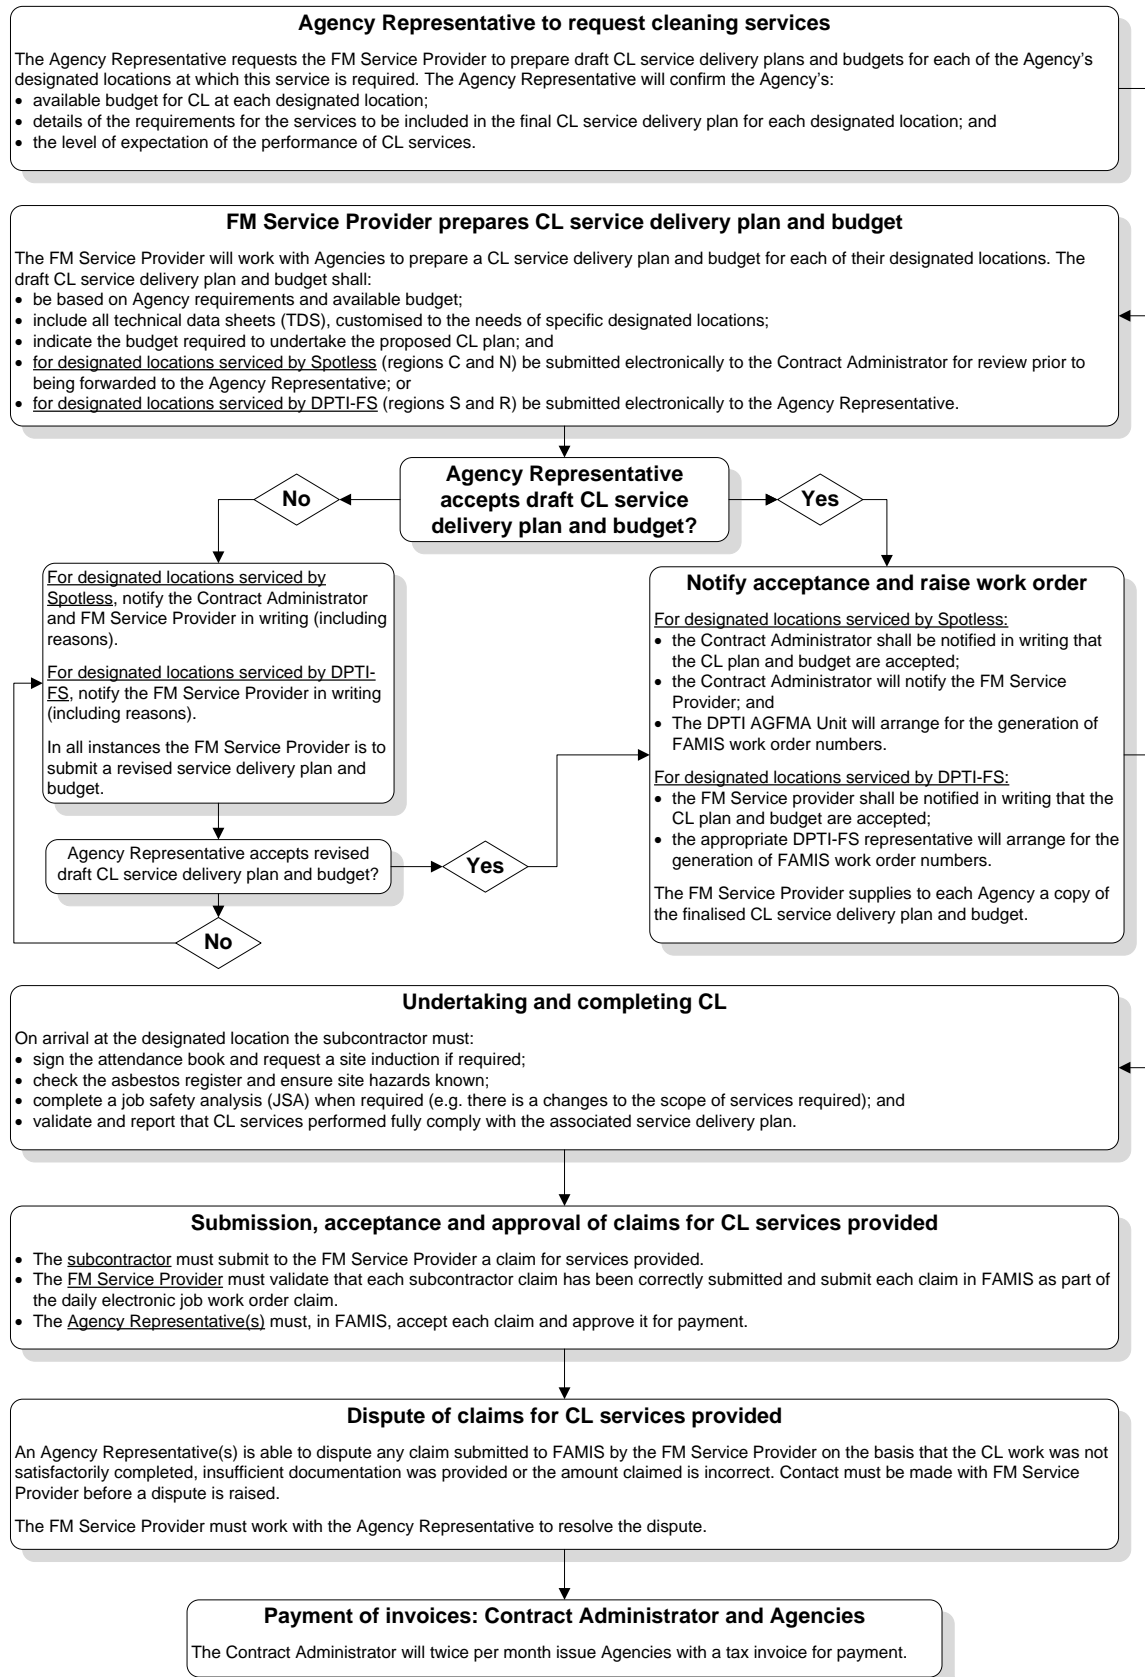 Agency Representative to request cleaning services
The Agency Representative requests the FM Service Provider to prepare draft CL service delivery plans and budgets for each of the Agency's
designated locations at which this service is required. The Agency Representative will confirm the Agency's:
• available budget for CL at each designated location;
• details of the requirements for the services to be included in the final CL service delivery plan for each designated location; and
• the level of expectation of the performance of CL services.
FM Service Provider prepares CL service delivery plan and budget
The FM Service Provider will work with Agencies to prepare a CL service delivery plan and budget for each of their designated locations. The
draft CL service delivery plan and budget shall:
• be based on Agency requirements and available budget;
• include all technical data sheets (TDS), customised to the needs of specific designated locations;
• indicate the budget required to undertake the proposed CL plan; and
• for designated locations serviced by Spotless (regions C and N) be submitted electronically to the Contract Administrator for review prior to
being forwarded to the Agency Representative; or
• for designated locations serviced by DPTI-FS (regions S and R) be submitted electronically to the Agency Representative.
Agency Representative
accepts draft CL service
delivery plan and budget?
No
Yes
For designated locations serviced by
Spotless, notify the Contract Administrator
and FM Service Provider in writing (including
reasons).
For designated locations serviced by DPTI-
FS, notify the FM Service Provider in writing
(including reasons).
In all instances the FM Service Provider is to
submit a revised service delivery plan and
budget.
Agency Representative accepts revised
draft CL service delivery plan and budget?
Yes
No
Notify acceptance and raise work order
For designated locations serviced by Spotless:
• the Contract Administrator shall be notified in writing that
the CL plan and budget are accepted;
• the Contract Administrator will notify the FM Service
Provider; and
• The DPTI AGFMA Unit will arrange for the generation of
FAMIS work order numbers.
For designated locations serviced by DPTI-FS:
• the FM Service provider shall be notified in writing that the
CL plan and budget are accepted;
• the appropriate DPTI-FS representative will arrange for the
generation of FAMIS work order numbers.
The FM Service Provider supplies to each Agency a copy of
the finalised CL service delivery plan and budget.
Undertaking and completing CL
On arrival at the designated location the subcontractor must:
• sign the attendance book and request a site induction if required;
• check the asbestos register and ensure site hazards known;
• complete a job safety analysis (JSA) when required (e.g. there is a changes to the scope of services required); and
• validate and report that CL services performed fully comply with the associated service delivery plan.
Submission, acceptance and approval of claims for CL services provided
• The subcontractor must submit to the FM Service Provider a claim for services provided.
• The FM Service Provider must validate that each subcontractor claim has been correctly submitted and submit each claim in FAMIS as part of
the daily electronic job work order claim.
• The Agency Representative(s) must, in FAMIS, accept each claim and approve it for payment.
Dispute of claims for CL services provided
An Agency Representative(s) is able to dispute any claim submitted to FAMIS by the FM Service Provider on the basis that the CL work was not
satisfactorily completed, insufficient documentation was provided or the amount claimed is incorrect. Contact must be made with FM Service
Provider before a dispute is raised.
The FM Service Provider must work with the Agency Representative to resolve the dispute.
Payment of invoices: Contract Administrator and Agencies
The Contract Administrator will twice per month issue Agencies with a tax invoice for payment.